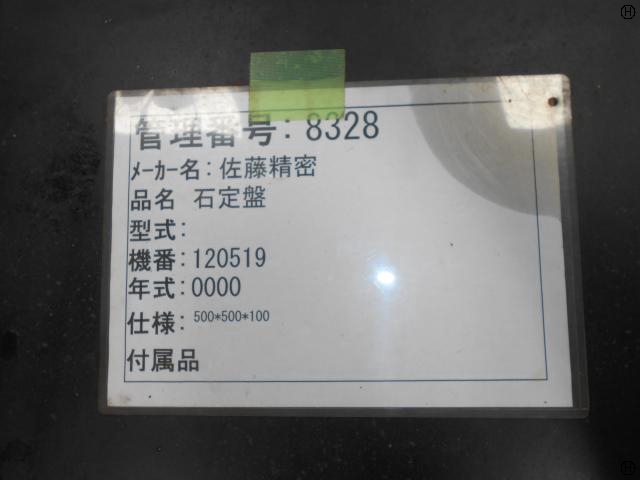 Ⓗ
管理番号: 8328
ﾒｰｶｰ名: 佐藤精密
品名 石定盤
型式:
機番: 120519
年式: 0000
仕様: 500*500*100
付属品
Ⓗ